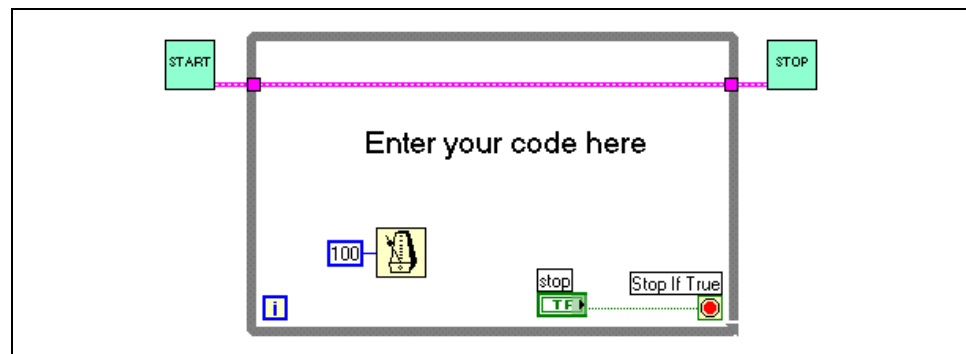 START
STOP
Enter your code here
100
stop
Stop If True
TF
i